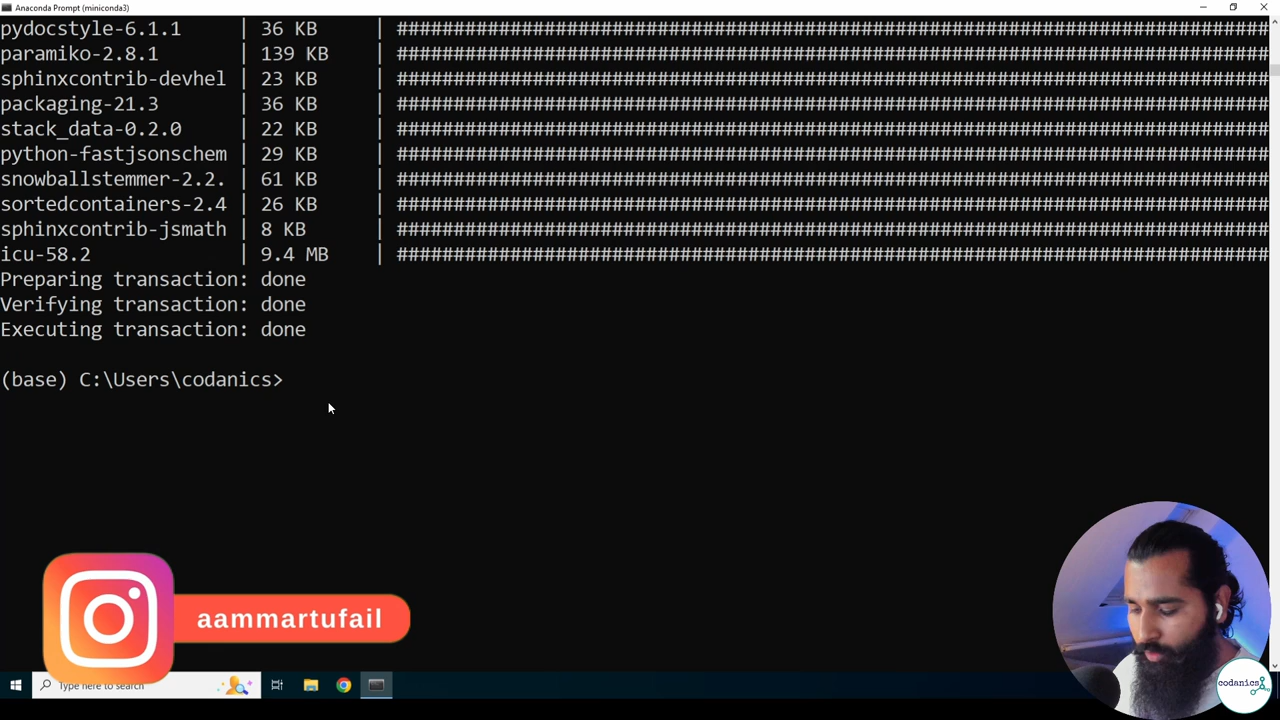 Anaconda Prompt (miniconda3)
pydocstyle-6.1.1 | 36 KB | ################################################################################
paramiko-2.8.1 | 139 KB | ################################################################################
sphinxcontrib-devhel | 23 KB | ################################################################################
packaging-21.3 | 36 KB | ################################################################################
stack_data-0.2.0 | 22 KB | ################################################################################
python-fastjsonschem | 29 KB | ################################################################################
snowballstemmer-2.2. | 61 KB | ################################################################################
sortedcontainers-2.4 | 26 KB | ################################################################################
sphinxcontrib-jsmath | 8 KB | ################################################################################
icu-58.2 | 9.4 MB | ################################################################################
Preparing transaction: done
Verifying transaction: done
Executing transaction: done
(base) C:\Users\codanics>
aammartufail
Type here to search
codanics